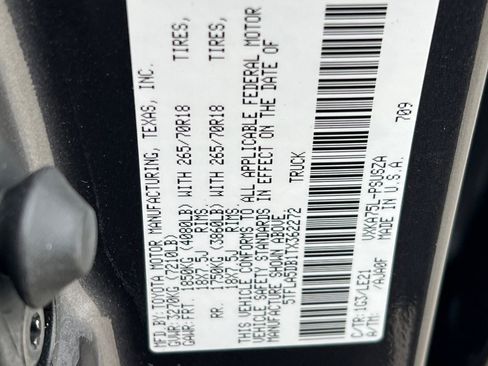 MFD. BY:TOYOTA MOTOR MANUFACTURING, TEXAS, INC.
GVWR:3270KG (7210LB)
GAWR:FRT. 1850KG (4080LB) WITH 265/70R18 TIRES,
18X7.5J RIMS
RR. 1750KG (3860LB) WITH 265/70R18 TIRES,
18X7.5J RIMS
THIS VEHICLE CONFORMS TO ALL APPLICABLE FEDERAL MOTOR
VEHICLE SAFETY STANDARDS IN EFFECT ON THE DATE OF
MANUFACTURE SHOWN ABOVE.
5TFLA5DB1TX362272 TRUCK
709
C/TR:1G3/LE21 VXKA75L-PSUSZA
A/TM: /AJA0F MADE IN U.S.A.